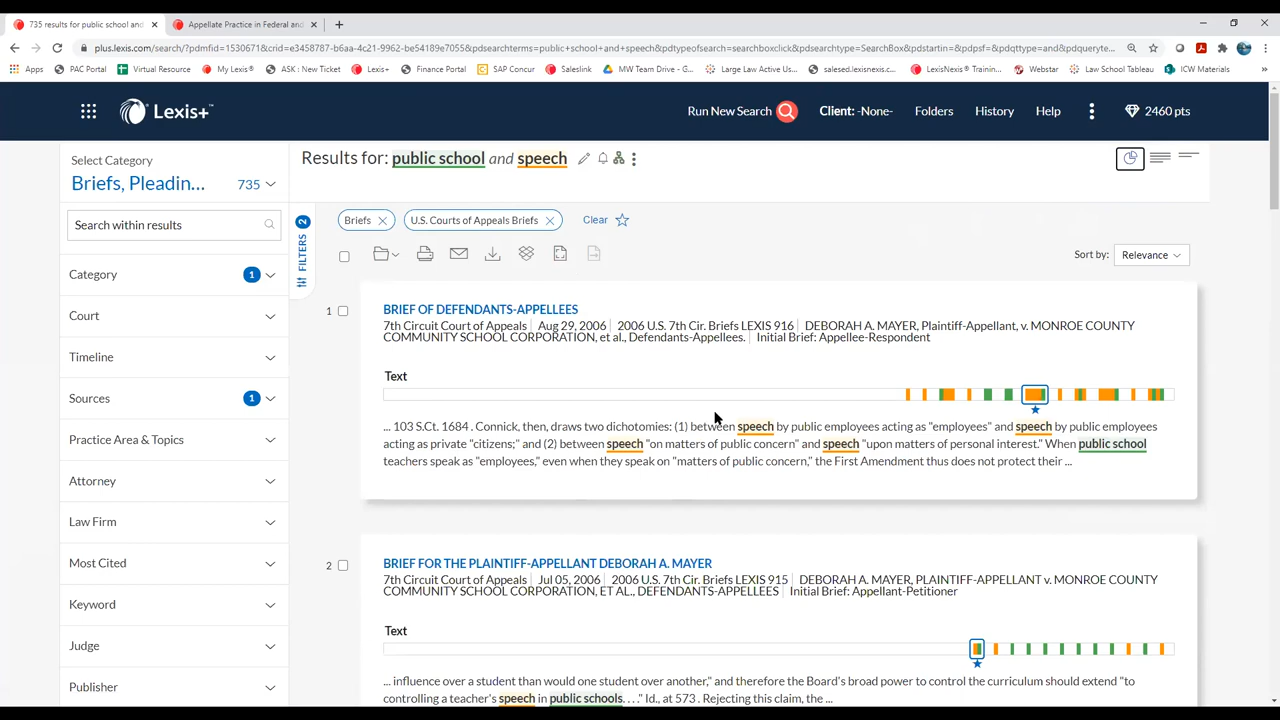 735 results for public school and
Appellate Practice in Federal and
plus.lexis.com/search/?pdmfid=1530671&crid=e3458787-b6aa-4c21-9962-be54189e7055&pdsearchterms=public+school+and+speech&pdtypeofsearch=searchboxclick&pdsearchtype=SearchBox&pdstartin=&pdpsf=&pdqttype=and&pdqueryte...
Apps PAC Portal Virtual Resource My Lexis® ASK : New Ticket Lexis+ Finance Portal SAP Concur Saleslink MW Team Drive - G... Large Law Active Us... salesed.lexisnexis.c... LexisNexis® Trainin... Webstar Law School Tableau ICW Materials »
Lexis+™
Run New Search Client: -None- Folders History Help 2460 pts
Select Category
Briefs, Pleadin... 735
Results for: public school and speech
Search within results
Briefs U.S. Courts of Appeals Briefs Clear
FILTERS 2
Sort by: Relevance
Category 1
Court
Timeline
Sources 1
Practice Area & Topics
Attorney
Law Firm
Most Cited
Keyword
Judge
Publisher
1 BRIEF OF DEFENDANTS-APPELLEES
7th Circuit Court of Appeals | Aug 29, 2006 | 2006 U.S. 7th Cir. Briefs LEXIS 916 | DEBORAH A. MAYER, Plaintiff-Appellant, v. MONROE COUNTY
COMMUNITY SCHOOL CORPORATION, et al., Defendants-Appellees. | Initial Brief: Appellee-Respondent
Text
... 103 S.Ct. 1684 . Connick, then, draws two dichotomies: (1) between speech by public employees acting as "employees" and speech by public employees
acting as private "citizens;" and (2) between speech "on matters of public concern" and speech "upon matters of personal interest." When public school
teachers speak as "employees," even when they speak on "matters of public concern," the First Amendment thus does not protect their ...
2 BRIEF FOR THE PLAINTIFF-APPELLANT DEBORAH A. MAYER
7th Circuit Court of Appeals | Jul 05, 2006 | 2006 U.S. 7th Cir. Briefs LEXIS 915 | DEBORAH A. MAYER, PLAINTIFF-APPELLANT v. MONROE COUNTY
COMMUNITY SCHOOL CORPORATION, ET AL., DEFENDANTS-APPELLEES | Initial Brief: Appellant-Petitioner
Text
... influence over a student than would one student over another," and therefore the Board's broad power to control the curriculum should extend "to
controlling a teacher's speech in public schools. . . ." Id., at 573 . Rejecting this claim, the ...